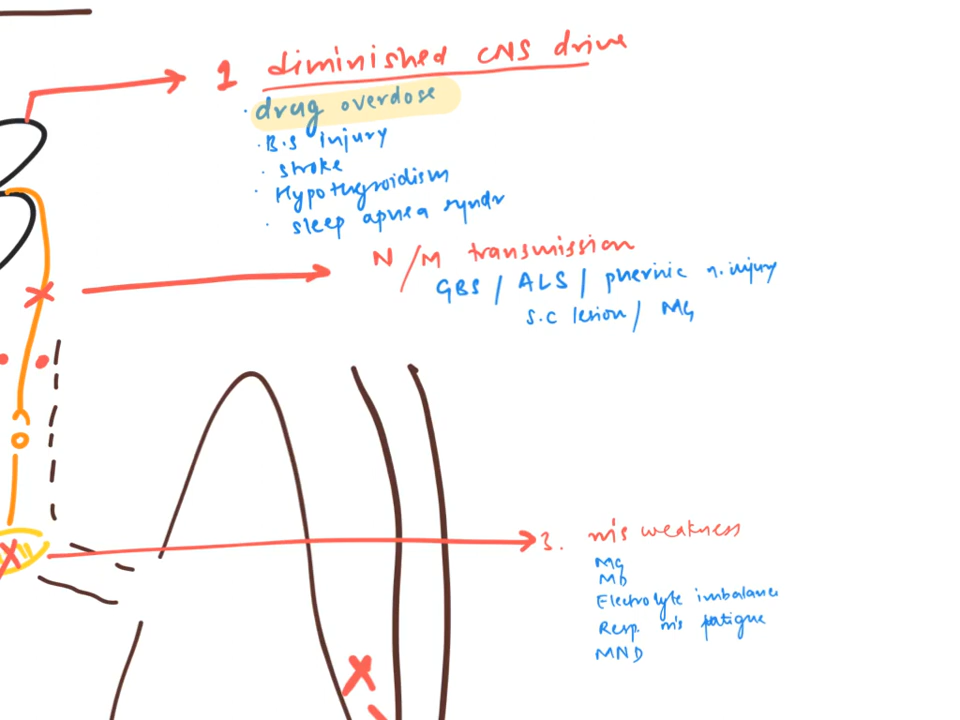 1 diminished CNS drive
· drug overdose
· B.S injury
· stroke
· Hypothyroidism
· sleep apnea syndr
N/M transmission
GBS / ALS / phernic n. injury
s.c lesion / MG
3. m's weakness
MG
MD
Electrolyte imbalance
Resp. m's fatigue
MND